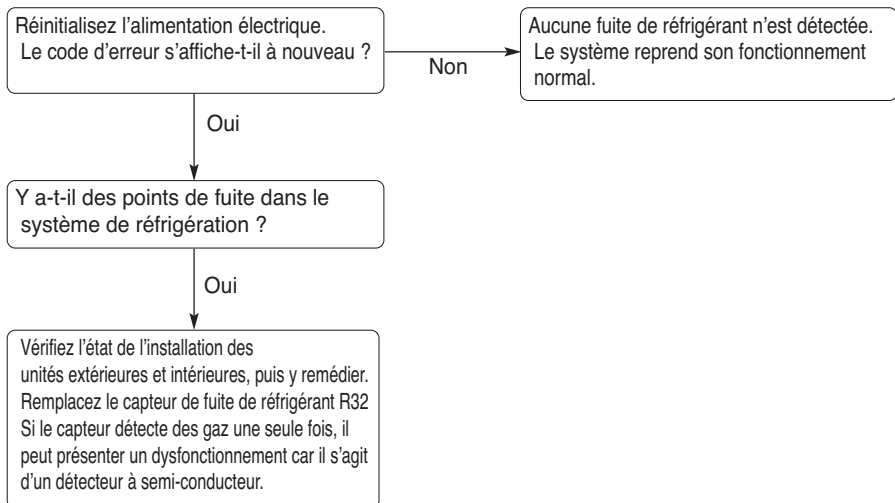 Réinitialisez l'alimentation électrique.
Le code d'erreur s'affiche-t-il à nouveau ?
Non
Aucune fuite de réfrigérant n'est détectée.
Le système reprend son fonctionnement
normal.
Oui
Y a-t-il des points de fuite dans le
système de réfrigération ?
Oui
Vérifiez l'état de l'installation des
unités extérieures et intérieures, puis y remédier.
Remplacez le capteur de fuite de réfrigérant R32
Si le capteur détecte des gaz une seule fois, il
peut présenter un dysfonctionnement car il s'agit
d'un détecteur à semi-conducteur.